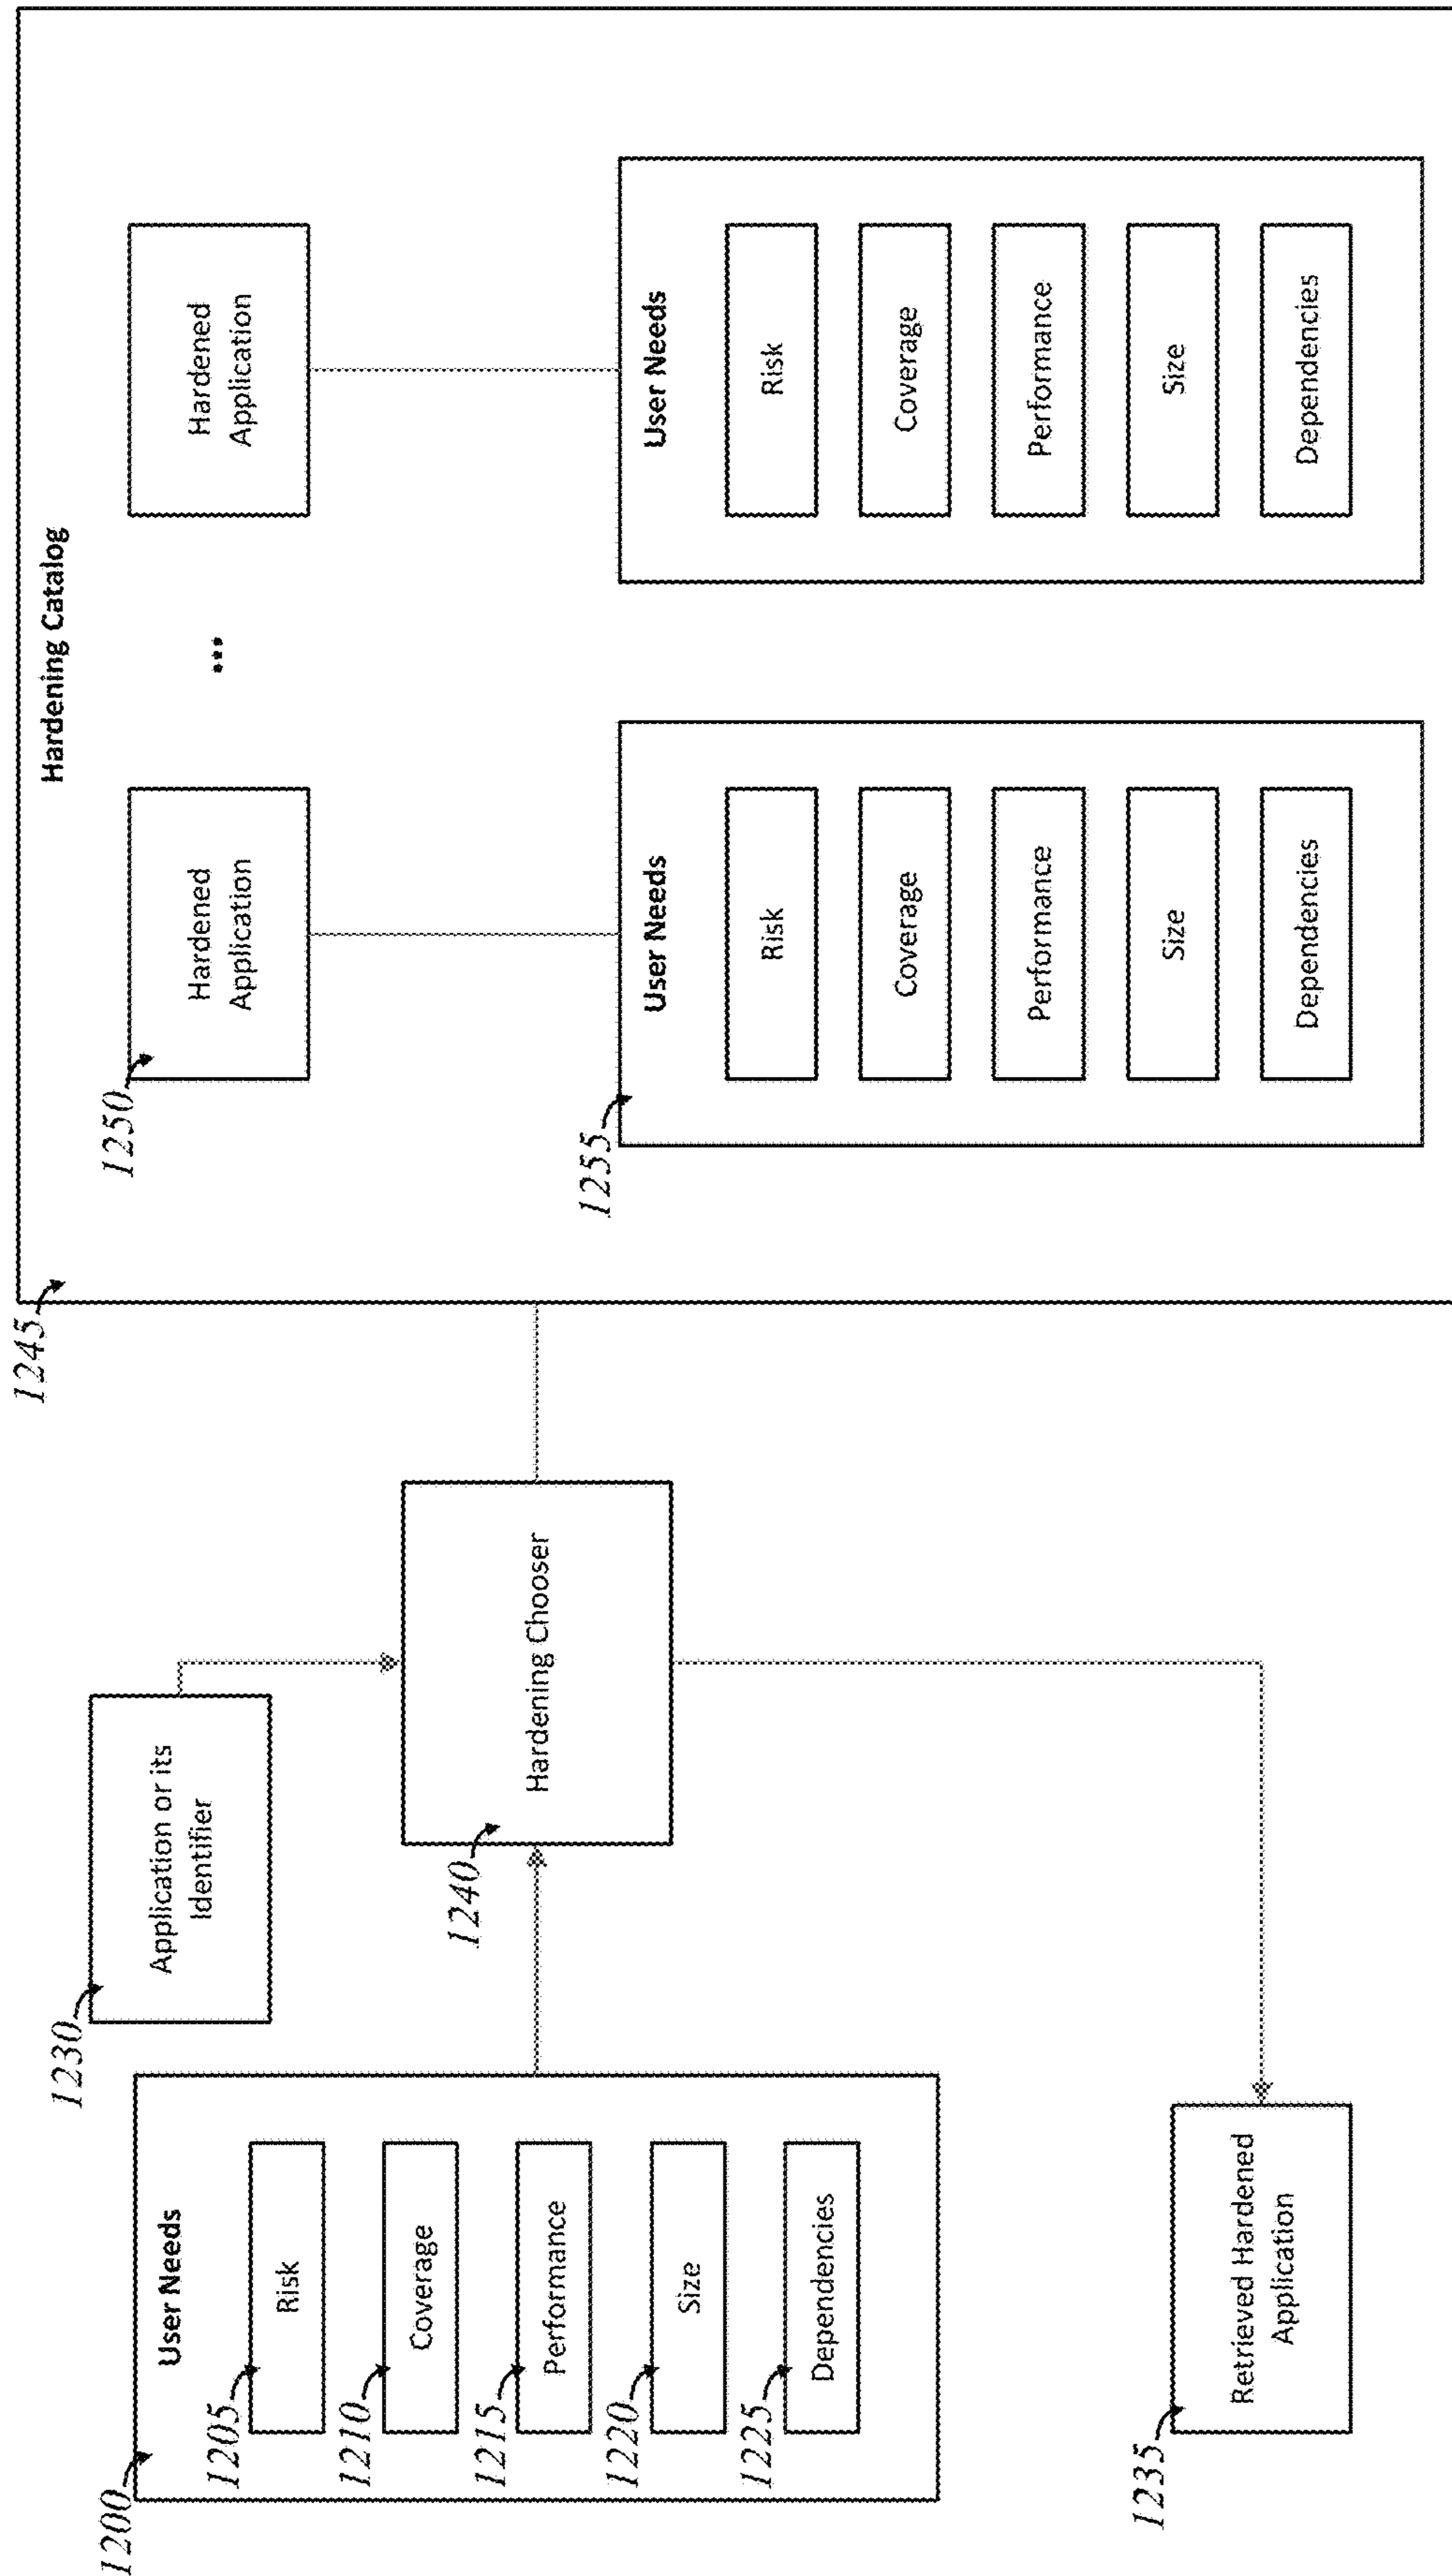 1200
User Needs
1205
Risk
1210
Coverage
1215
Performance
1220
Size
1225
Dependencies
1230
Application or its
Identifier
1240
Hardening Chooser
1235
Retrieved Hardened
Application
1245
Hardening Catalog
1250
Hardened
Application
...
Hardened
Application
1255
User Needs
Risk
Coverage
Performance
Size
Dependencies
User Needs
Risk
Coverage
Performance
Size
Dependencies